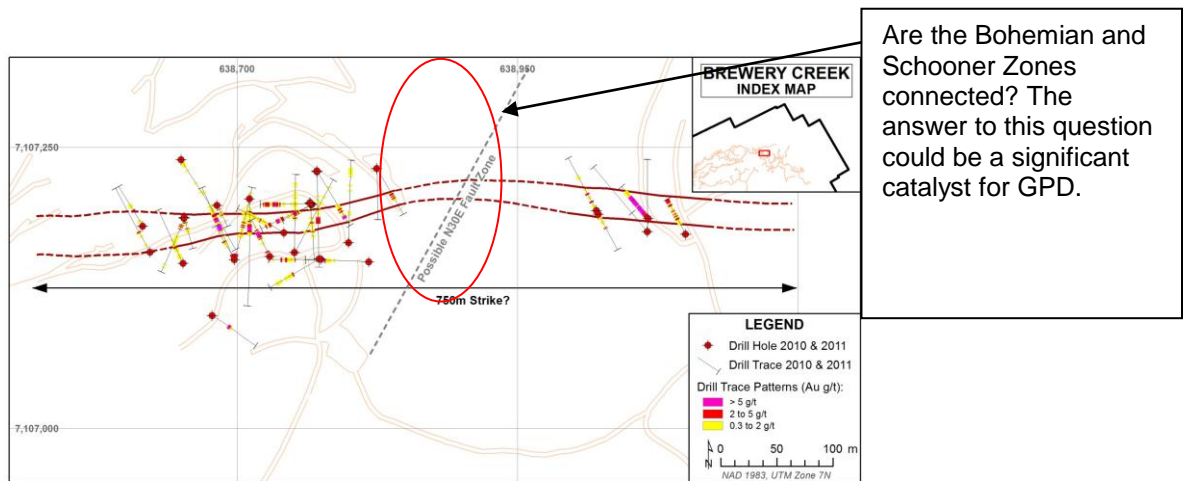 Are the Bohemian and
Schooner Zones
connected? The
answer to this question
could be a significant
catalyst for GPD.
638,700
638,950
BREWERY CREEK
INDEX MAP
7,107,250
Possible N30E Fault Zone
750m Strike?
LEGEND
Drill Hole 2010 & 2011
Drill Trace 2010 & 2011
Drill Trace Patterns (Au g/t):
> 5 g/t
2 to 5 g/t
0.3 to 2 g/t
7,107,000
N
0 50 100 m
NAD 1983, UTM Zone 7N